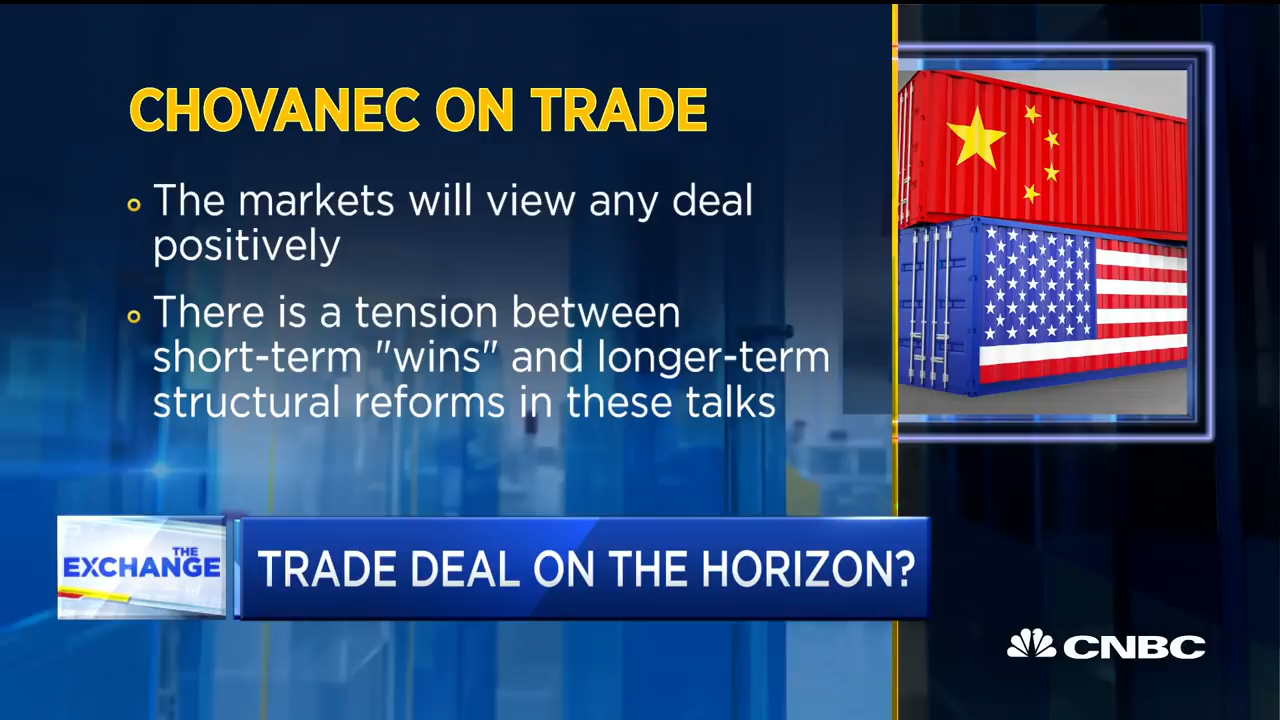 CHOVANEC ON TRADE
The markets will view any deal
positively
There is a tension between
short-term "wins" and longer-term
structural reforms in these talks
THE
EXCHANGE
TRADE DEAL ON THE HORIZON?
CNBC